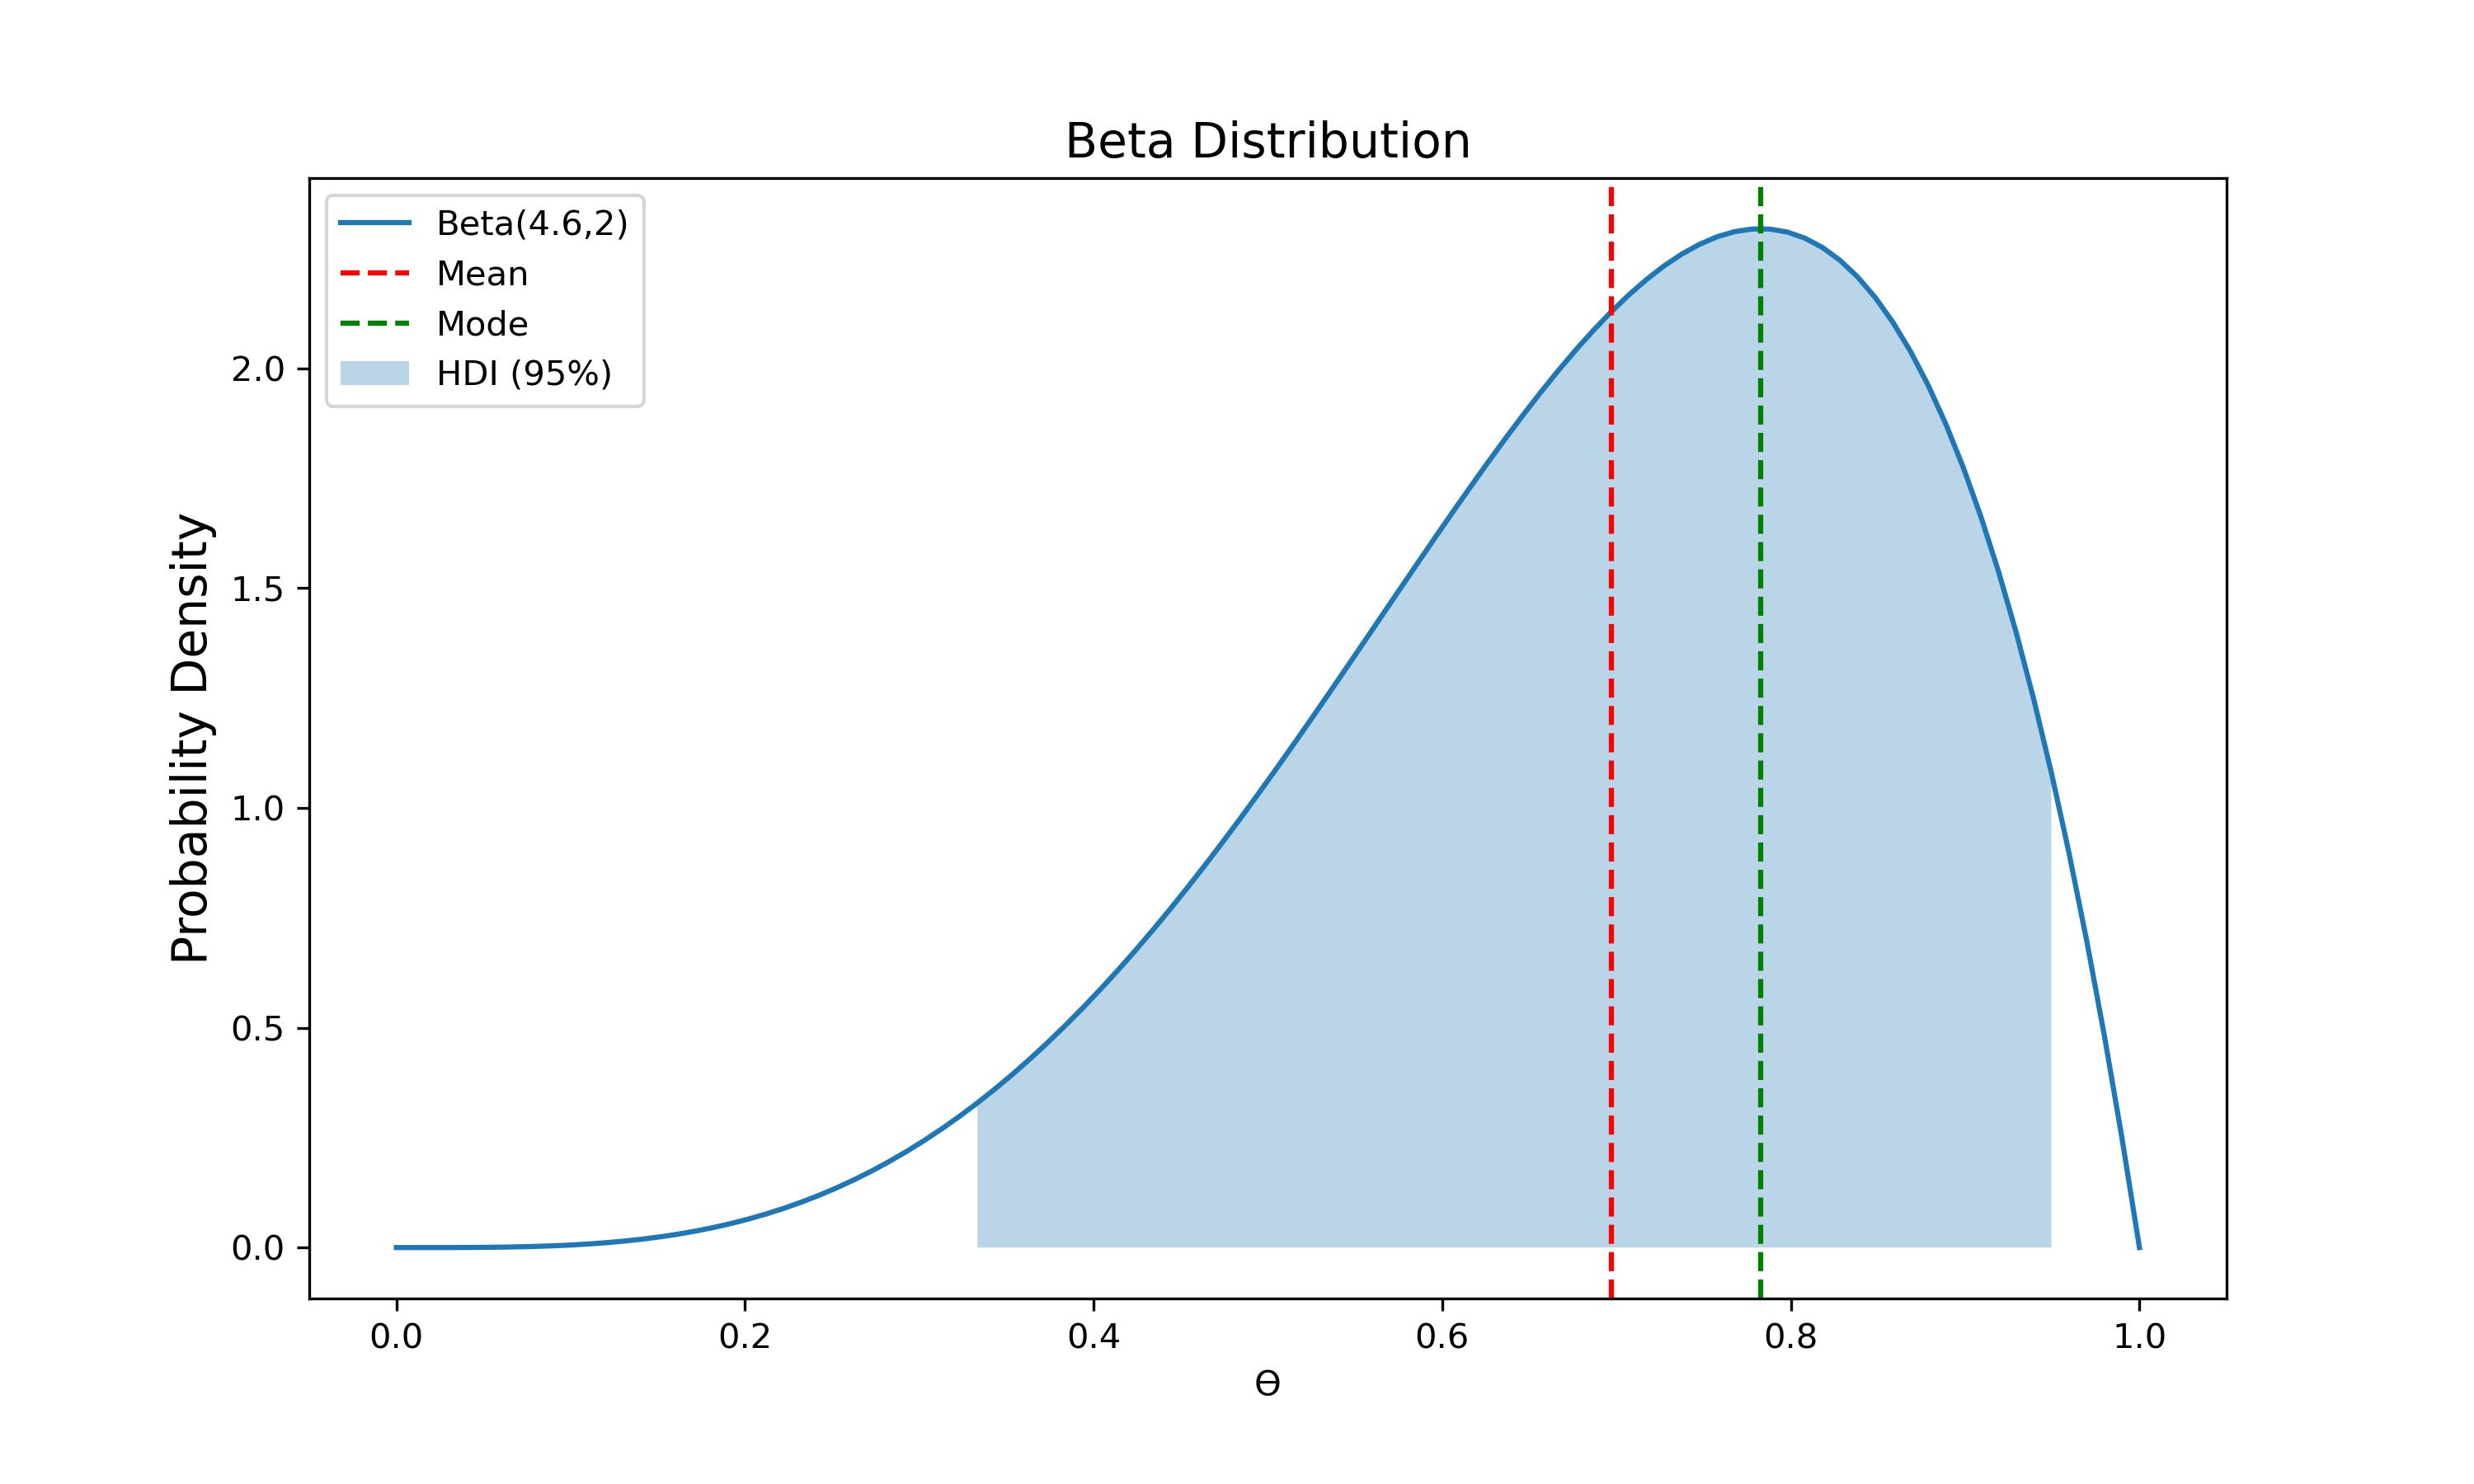 Beta Distribution
Beta(4.6,2)
Mean
Mode
HDI (95%)
Probability Density
2.0
1.5
1.0
0.5
0.0
0.0 0.2 0.4 0.6 0.8 1.0
ϴ